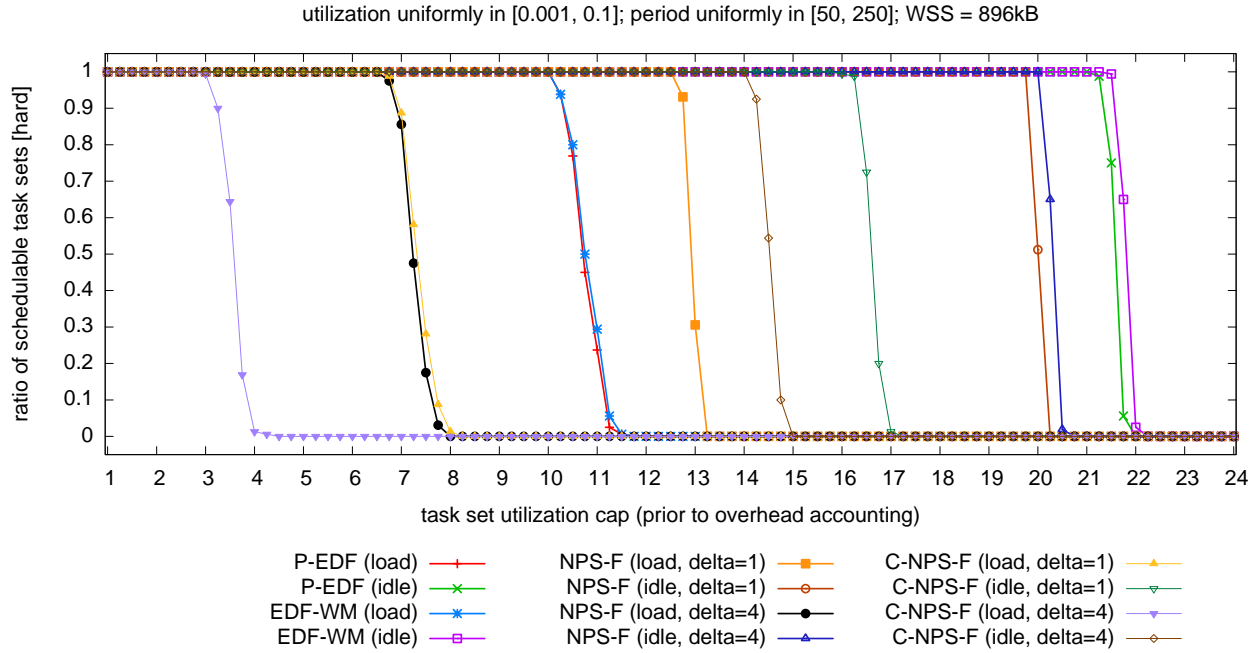 utilization uniformly in [0.001, 0.1]; period uniformly in [50, 250]; WSS = 896kB
ratio of schedulable task sets [hard]
1
0.9
0.8
0.7
0.6
0.5
0.4
0.3
0.2
0.1
0
1 2 3 4 5 6 7 8 9 10 11 12 13 14 15 16 17 18 19 20 21 22 23 24
task set utilization cap (prior to overhead accounting)
P-EDF (load) NPS-F (load, delta=1) C-NPS-F (load, delta=1)
P-EDF (idle) NPS-F (idle, delta=1) C-NPS-F (idle, delta=1)
EDF-WM (load) NPS-F (load, delta=4) C-NPS-F (load, delta=4)
EDF-WM (idle) NPS-F (idle, delta=4) C-NPS-F (idle, delta=4)